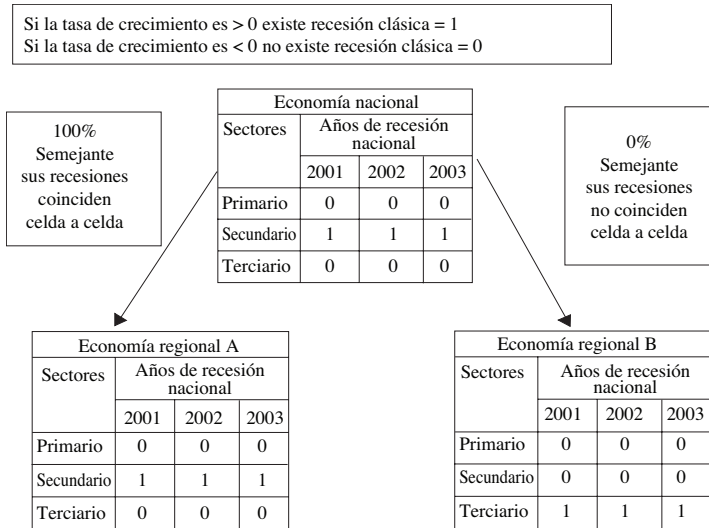 Si la tasa de crecimiento es > 0 existe recesión clásica = 1
Si la tasa de crecimiento es < 0 no existe recesión clásica = 0
100%
Semejante
sus recesiones
coinciden
celda a celda
Economía nacional
Sectores Años de recesión
nacional
2001 2002 2003
Primario 0 0 0
Secundario 1 1 1
Terciario 0 0 0
0%
Semejante
sus recesiones
no coinciden
celda a celda
Economía regional A
Sectores Años de recesión
nacional
2001 2002 2003
Primario 0 0 0
Secundario 1 1 1
Terciario 0 0 0
Economía regional B
Sectores Años de recesión
nacional
2001 2002 2003
Primario 0 0 0
Secundario 0 0 0
Terciario 1 1 1